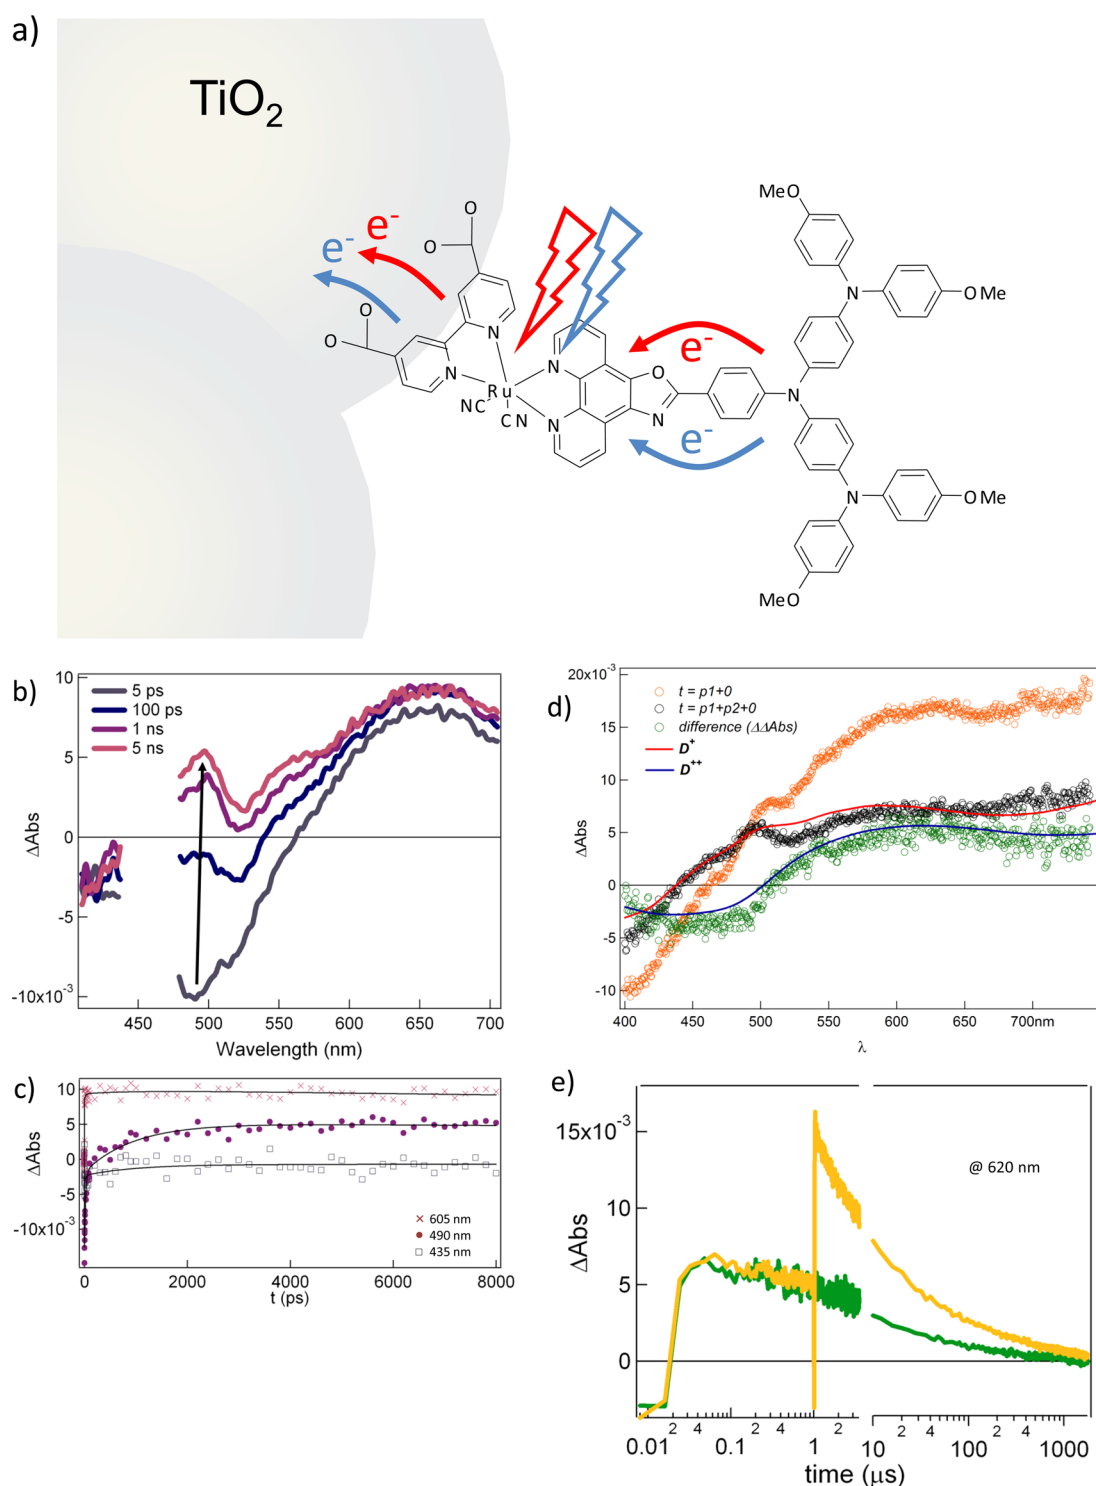 a)
TiO2
MeO
O
e-
O
e-
N
OMe
O
N
N
O
e-
O
N
Ru
N
NC
CN
N
N
e-
N
OMe
MeO
b)
10
5 ps
100 ps
1 ns
5 ns
5
0
-5
-10x10-3
ΔAbs
450
500
550
600
650
700
Wavelength (nm)
c)
10
5
0
-5
-10x10-3
ΔAbs
605 nm
490 nm
435 nm
0
2000
4000
6000
8000
t (ps)
d)
20x10-3
t = p1+0
t = p1+p2+0
difference (ΔΔAbs)
D+
D++
15
10
5
0
-5
-10
ΔAbs
400
450
500
550
600
650
700nm
λ
e)
15x10-3
@ 620 nm
10
5
0
ΔAbs
2 4
2 4
2
2 4
2 4
2 4
0.01
0.1
1
10
100
1000
time (μs)